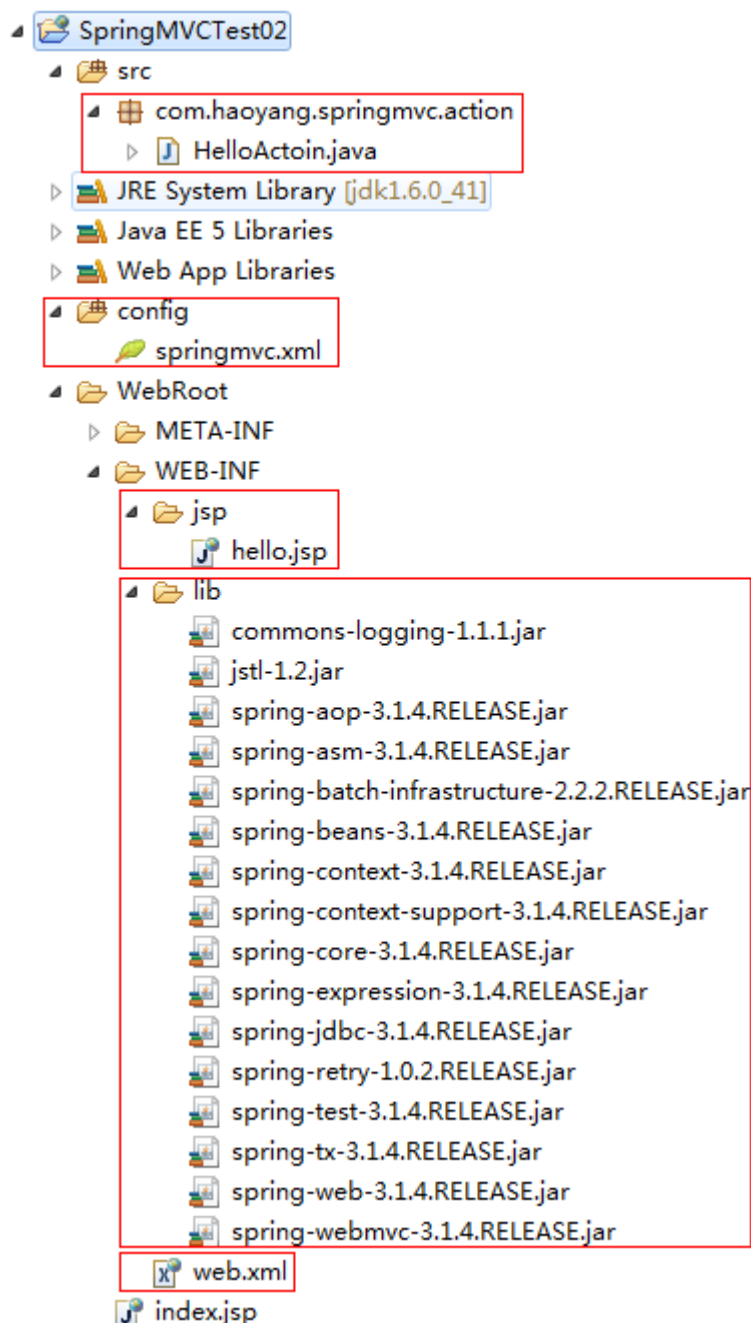 SpringMVCTest02
src
com.haoyang.springmvc.action
HelloActoin.java
JRE System Library [jdk1.6.0_41]
Java EE 5 Libraries
Web App Libraries
config
springmvc.xml
WebRoot
META-INF
WEB-INF
jsp
hello.jsp
lib
commons-logging-1.1.1.jar
jstl-1.2.jar
spring-aop-3.1.4.RELEASE.jar
spring-asm-3.1.4.RELEASE.jar
spring-batch-infrastructure-2.2.2.RELEASE.jar
spring-beans-3.1.4.RELEASE.jar
spring-context-3.1.4.RELEASE.jar
spring-context-support-3.1.4.RELEASE.jar
spring-core-3.1.4.RELEASE.jar
spring-expression-3.1.4.RELEASE.jar
spring-jdbc-3.1.4.RELEASE.jar
spring-retry-1.0.2.RELEASE.jar
spring-test-3.1.4.RELEASE.jar
spring-tx-3.1.4.RELEASE.jar
spring-web-3.1.4.RELEASE.jar
spring-webmvc-3.1.4.RELEASE.jar
web.xml
index.jsp